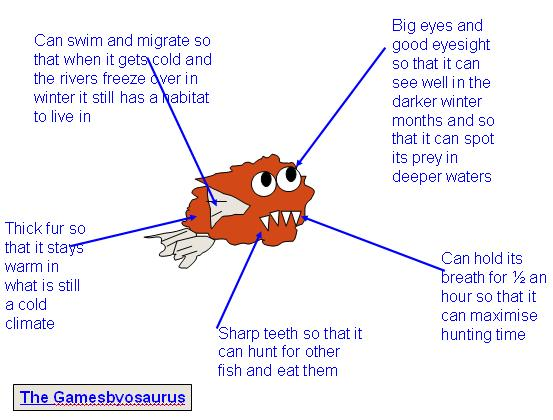 Can swim and migrate so
that when it gets cold and
the rivers freeze over in
winter it still has a habitat
to live in
Big eyes and
good eyesight
so that it can
see well in the
darker winter
months and so
that it can spot
its prey in
deeper waters
Thick fur so
that it stays
warm in
what is still
a cold
climate
Sharp teeth so that it
can hunt for other
fish and eat them
Can hold its
breath for ½ an
hour so that it
can maximise
hunting time
The Gamesbyosaurus